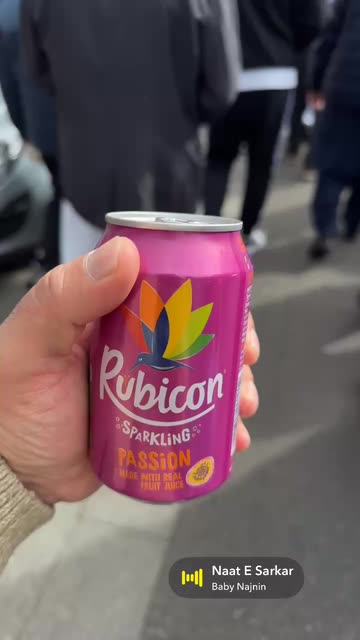 Rubicon
SPARKLING
PASSION
MADE WITH REAL
FRUIT JUICE
Naat E Sarkar
Baby Najnin